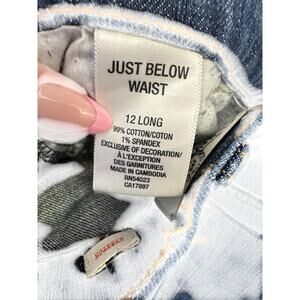 JUST BELOW
WAIST
12 LONG
99% COTTON/COTON
1% SPANDEX
EXCLUSIVE OF DECORATION/
À L'EXCEPTION
DES GARNITURES
MADE IN CAMBODIA
RN54023
CA17897
STRETCH